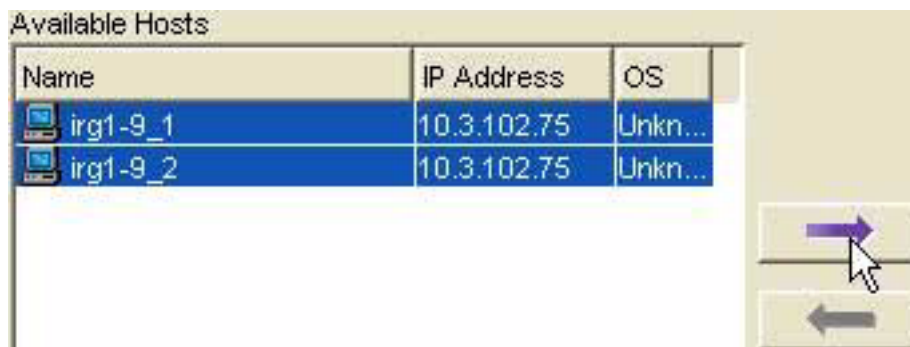 Available Hosts
Name IP Address OS
irg1-9_1 10.3.102.75 Unkn...
irg1-9_2 10.3.102.75 Unkn...